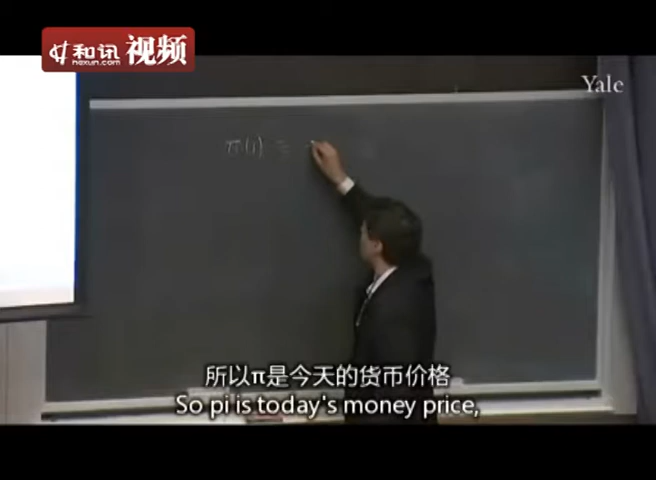 和讯 视频
hexun.com
Yale
π(1) =
所以π是今天的货币价格
So pi is today's money price,